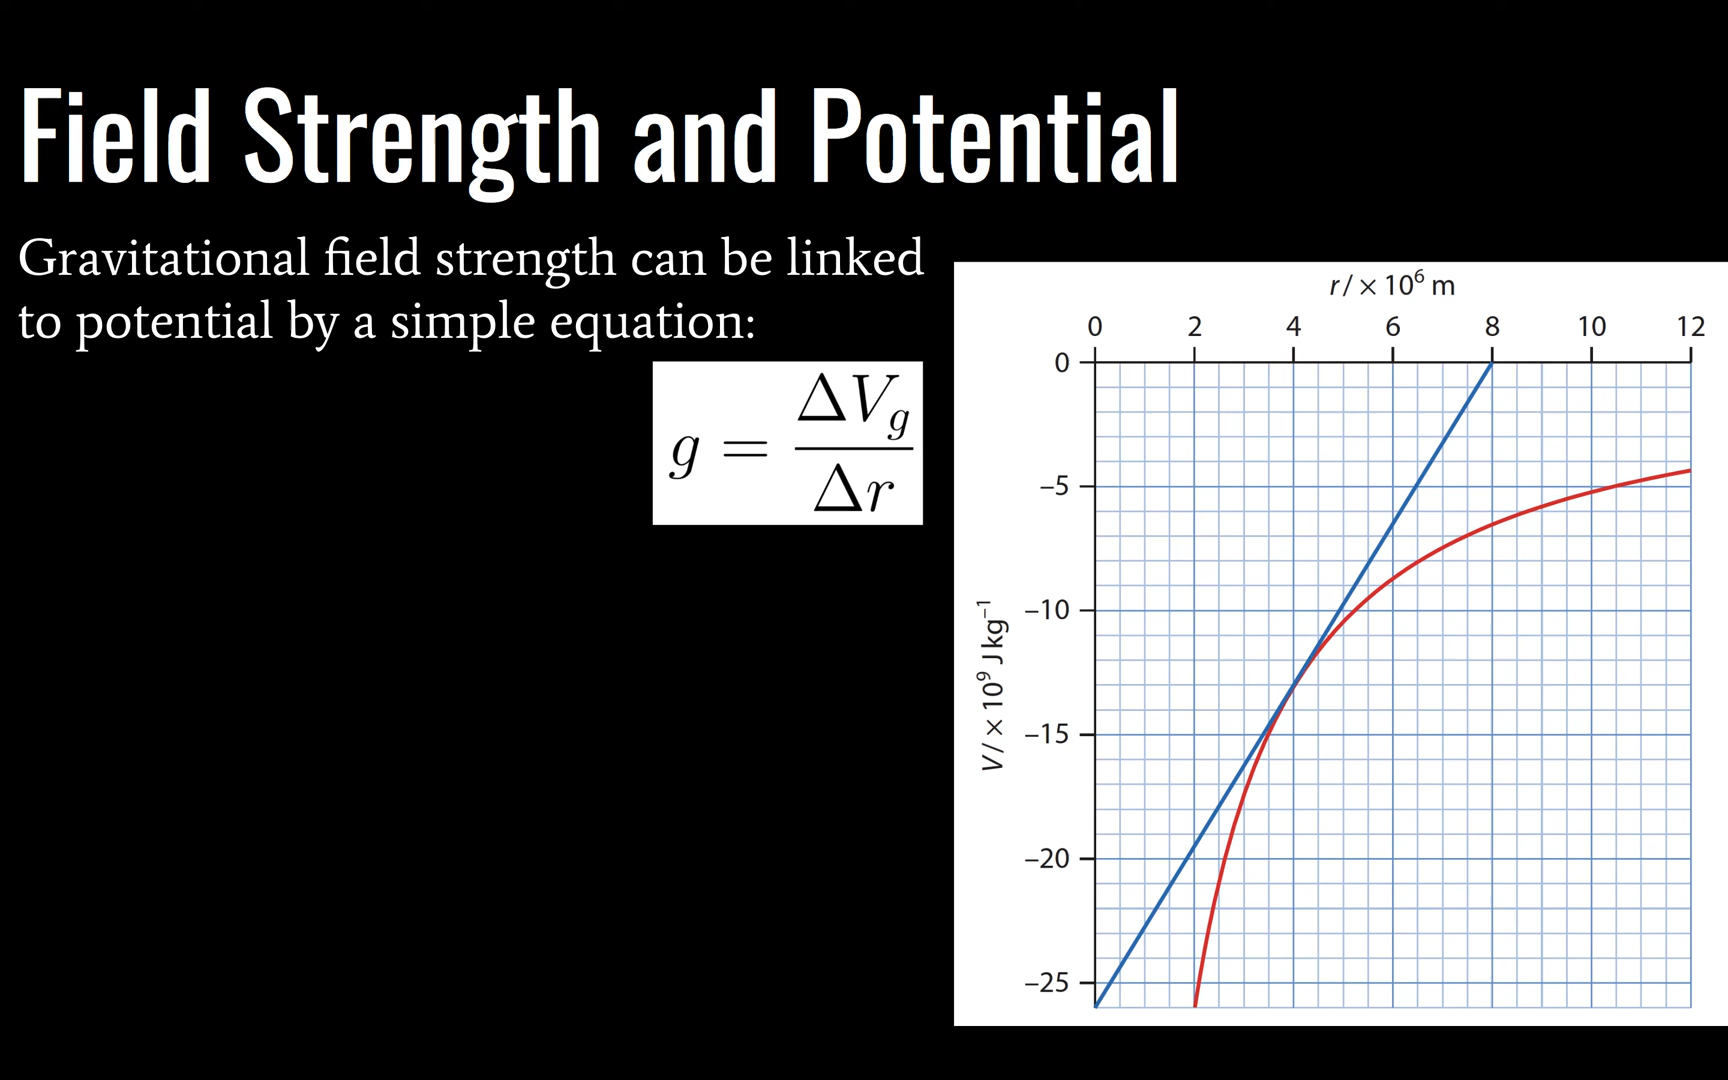 Field Strength and Potential
Gravitational field strength can be linked
to potential by a simple equation:
g = ΔV_g / Δr
r / × 10⁶ m
0 2 4 6 8 10 12
0
–5
–10
–15
–20
–25
V / × 10⁹ J kg⁻¹